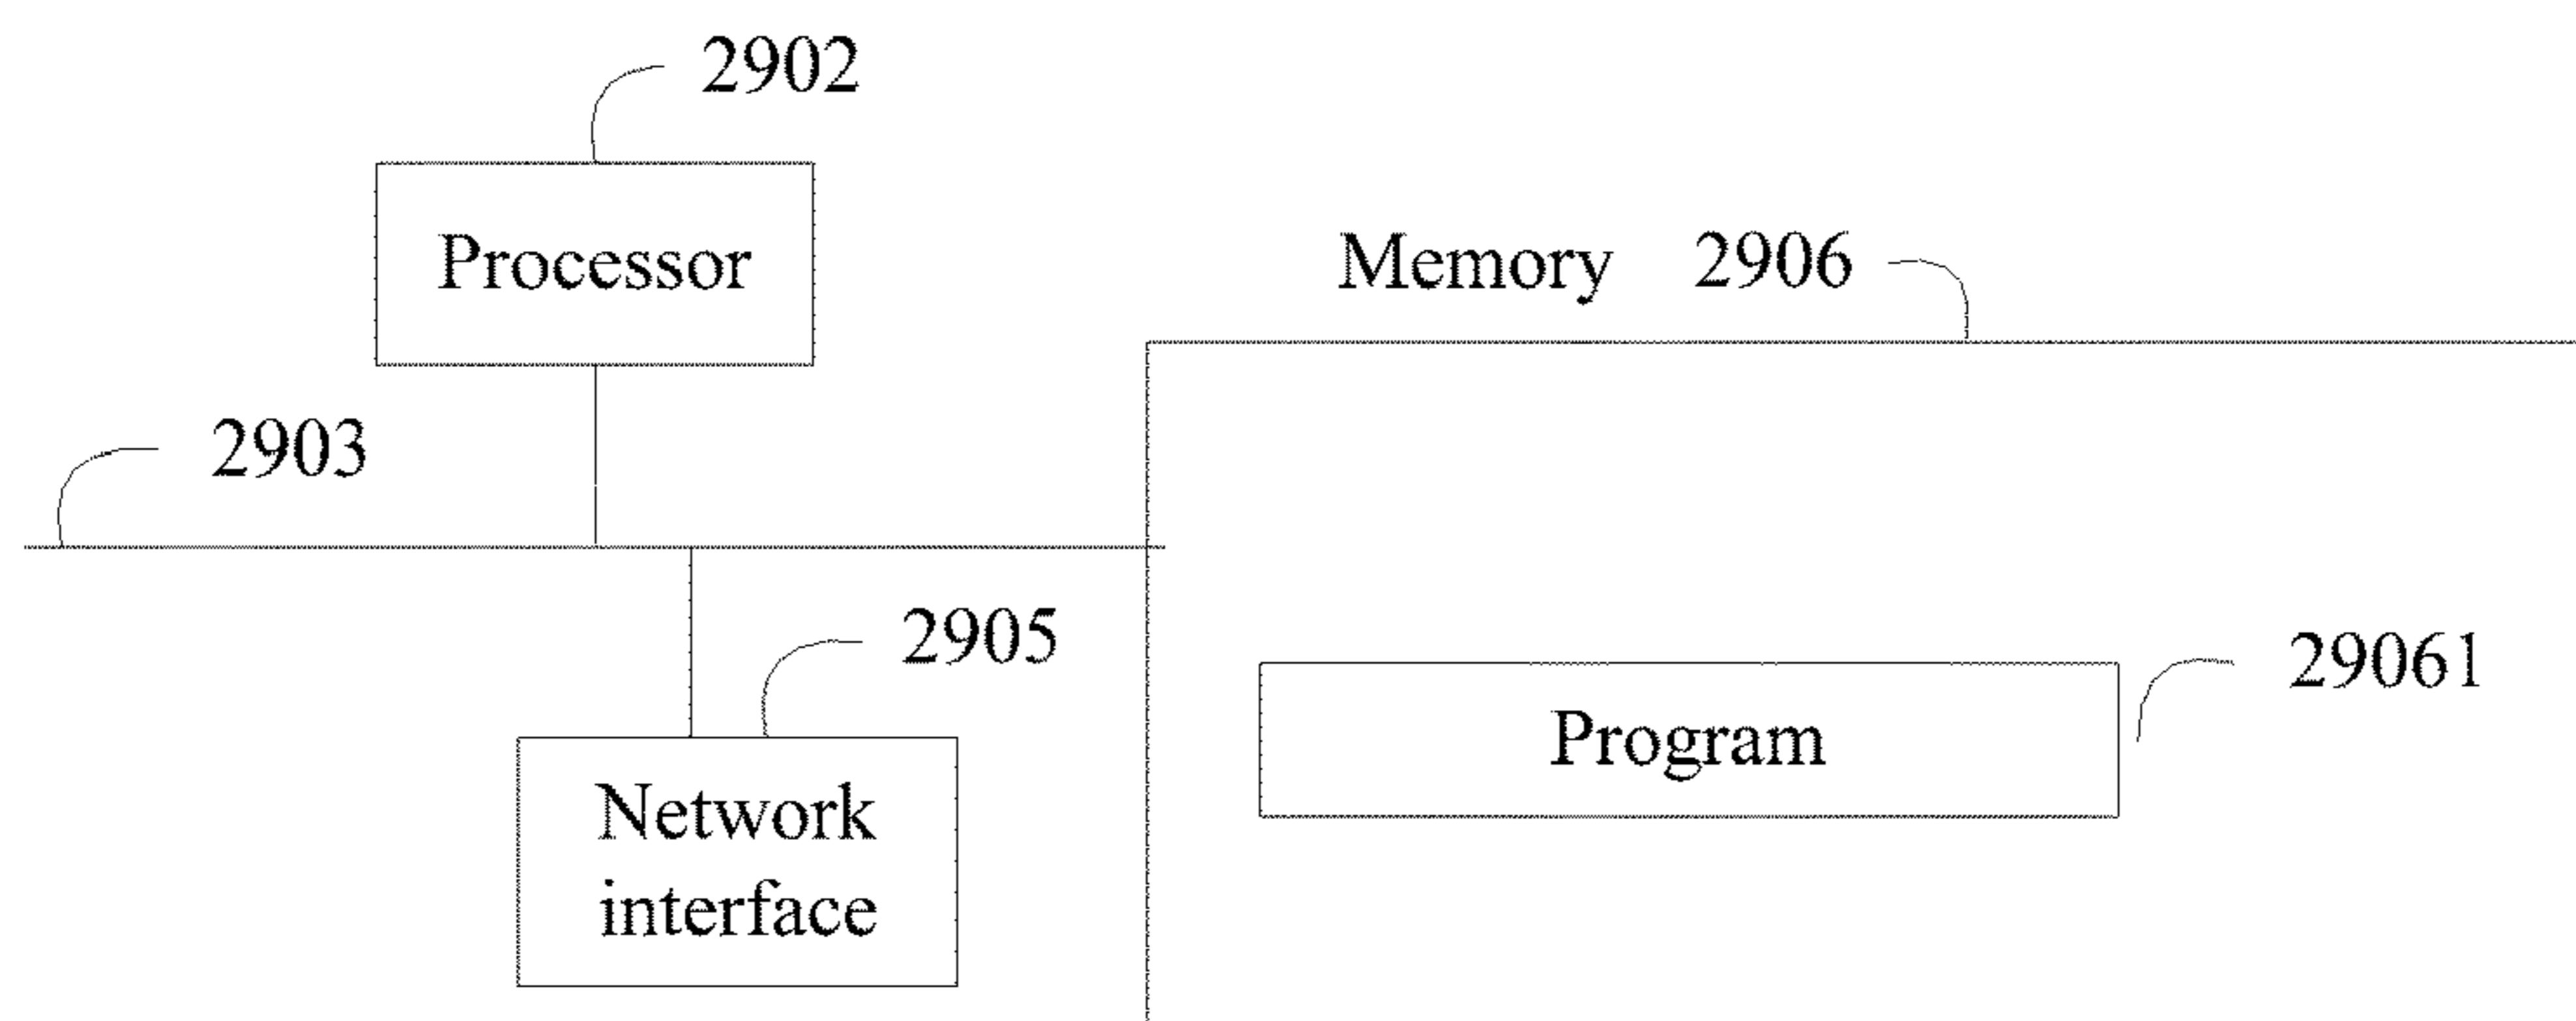 2902
Processor
Memory 2906
2903
2905
29061
Program
Network
interface